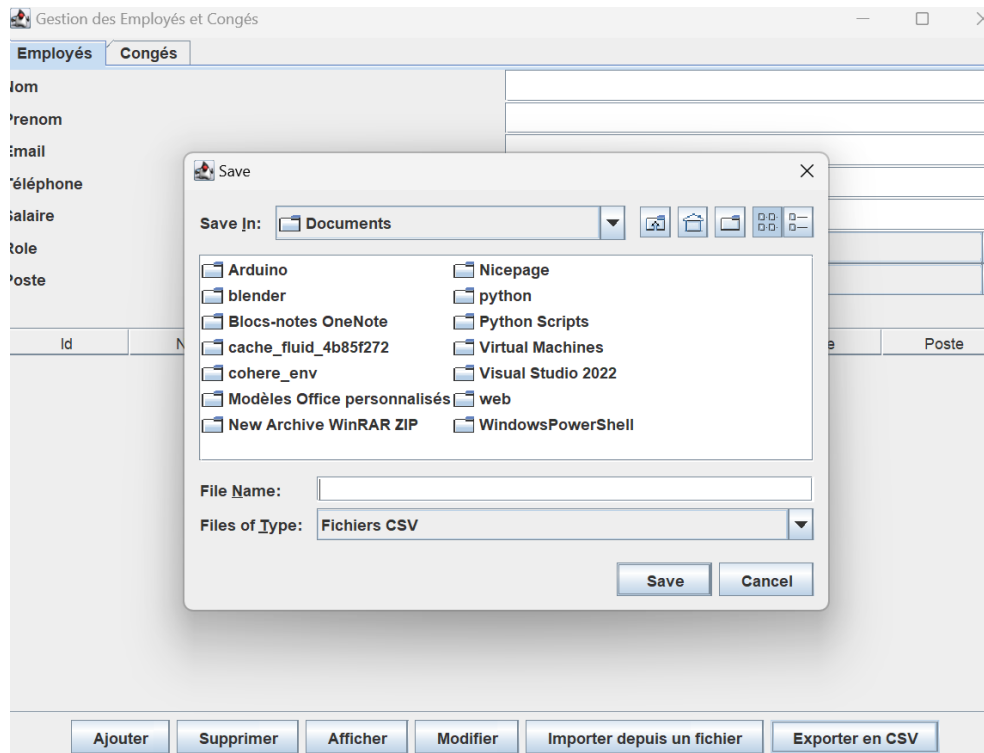 Gestion des Employés et Congés
Employés Congés
Nom
Prenom
Email
Téléphone
Salaire
Role
Poste
Save
Save In: Documents
Arduino Nicepage
blender python
Blocs-notes OneNote Python Scripts
cache_fluid_4b85f272 Virtual Machines
cohere_env Visual Studio 2022
Modèles Office personnalisés web
New Archive WinRAR ZIP WindowsPowerShell
File Name:
Files of Type: Fichiers CSV
Save Cancel
Id N e Poste
Ajouter Supprimer Afficher Modifier Importer depuis un fichier Exporter en CSV